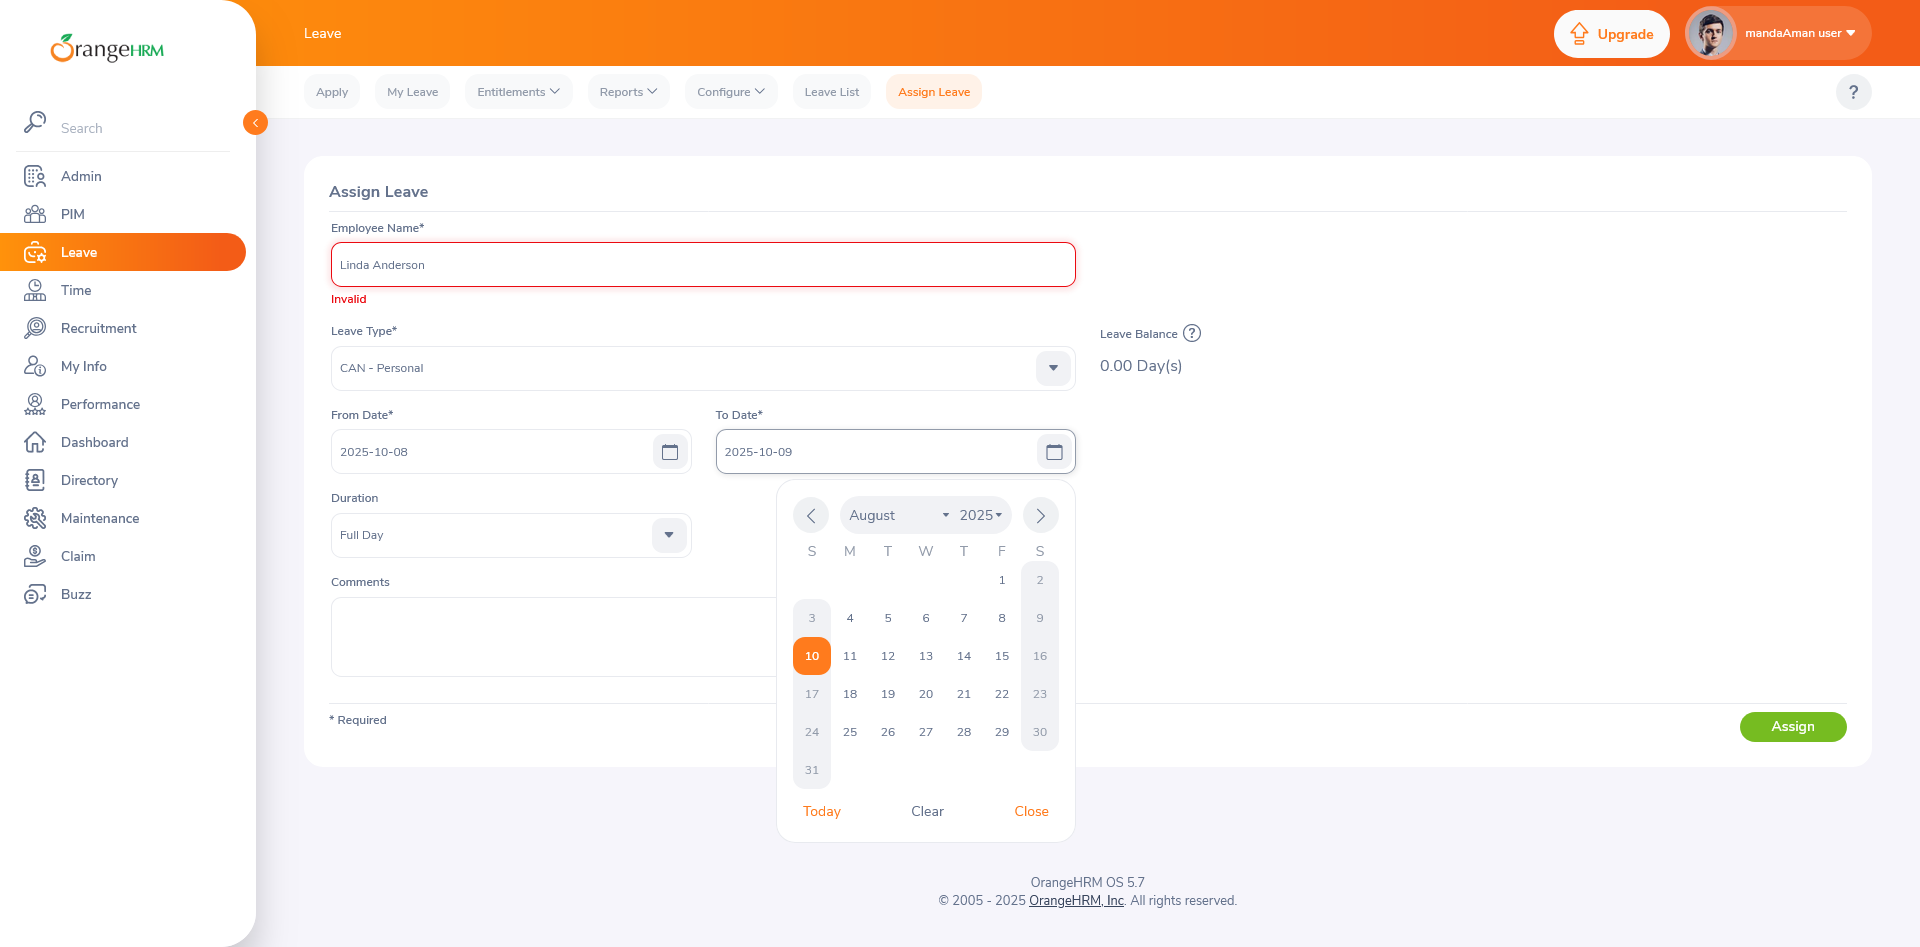 OrangeHRM
Search
Admin
PIM
Leave
Time
Recruitment
My Info
Performance
Dashboard
Directory
Maintenance
Claim
Buzz
Leave
Upgrade
mandaAman user
Apply
My Leave
Entitlements
Reports
Configure
Leave List
Assign Leave
?
Assign Leave
Employee Name*
Linda Anderson
Invalid
Leave Type*
CAN - Personal
Leave Balance ?
0.00 Day(s)
From Date*
2025-10-08
To Date*
2025-10-09
Duration
Full Day
Comments
August 2025
S M T W T F S
1 2
3 4 5 6 7 8 9
10 11 12 13 14 15 16
17 18 19 20 21 22 23
24 25 26 27 28 29 30
31
Today Clear Close
* Required
Assign
OrangeHRM OS 5.7
© 2005 - 2025 OrangeHRM, Inc. All rights reserved.